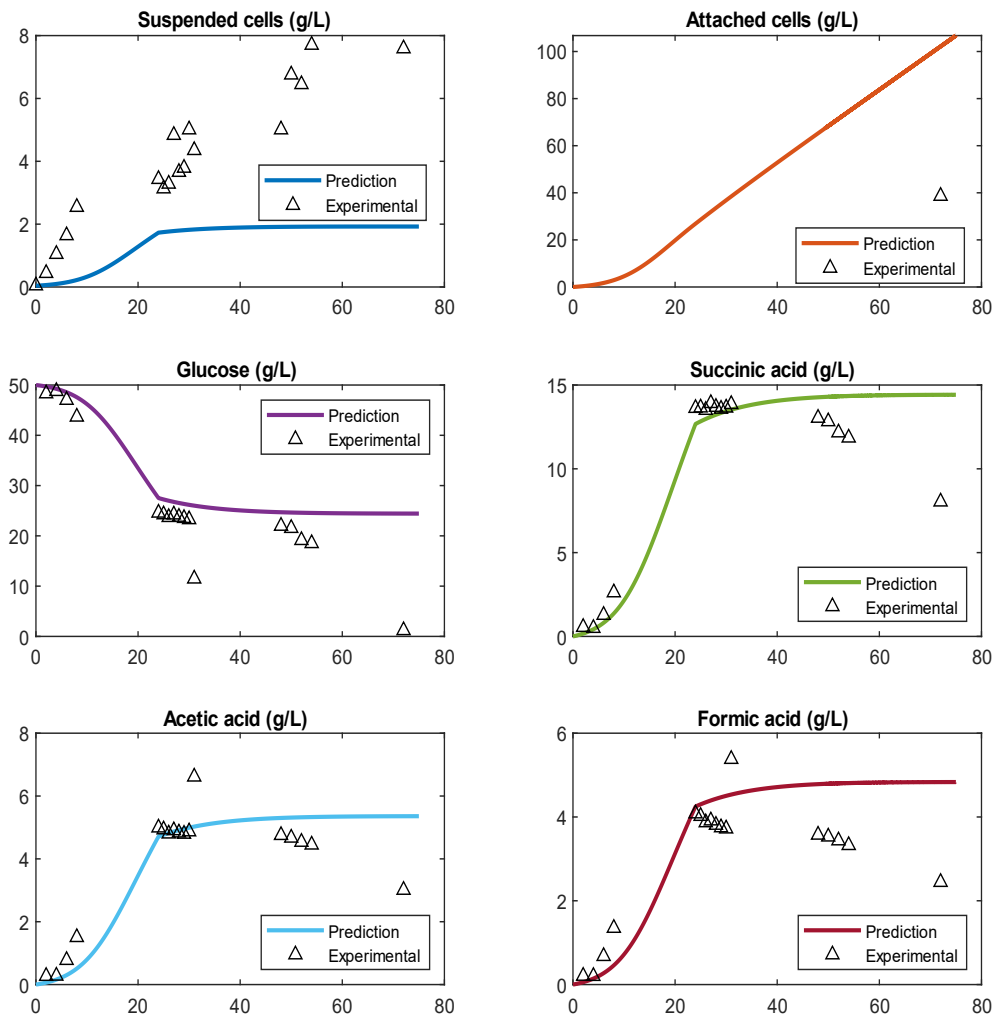 Suspended cells (g/L)
8
6
4
2
0
0 20 40 60 80
Prediction
Experimental
Attached cells (g/L)
100
80
60
40
20
0
0 20 40 60 80
Prediction
Experimental
Glucose (g/L)
50
40
30
20
10
0
0 20 40 60 80
Prediction
Experimental
Succinic acid (g/L)
15
10
5
0
0 20 40 60 80
Prediction
Experimental
Acetic acid (g/L)
8
6
4
2
0
0 20 40 60 80
Prediction
Experimental
Formic acid (g/L)
6
4
2
0
0 20 40 60 80
Prediction
Experimental